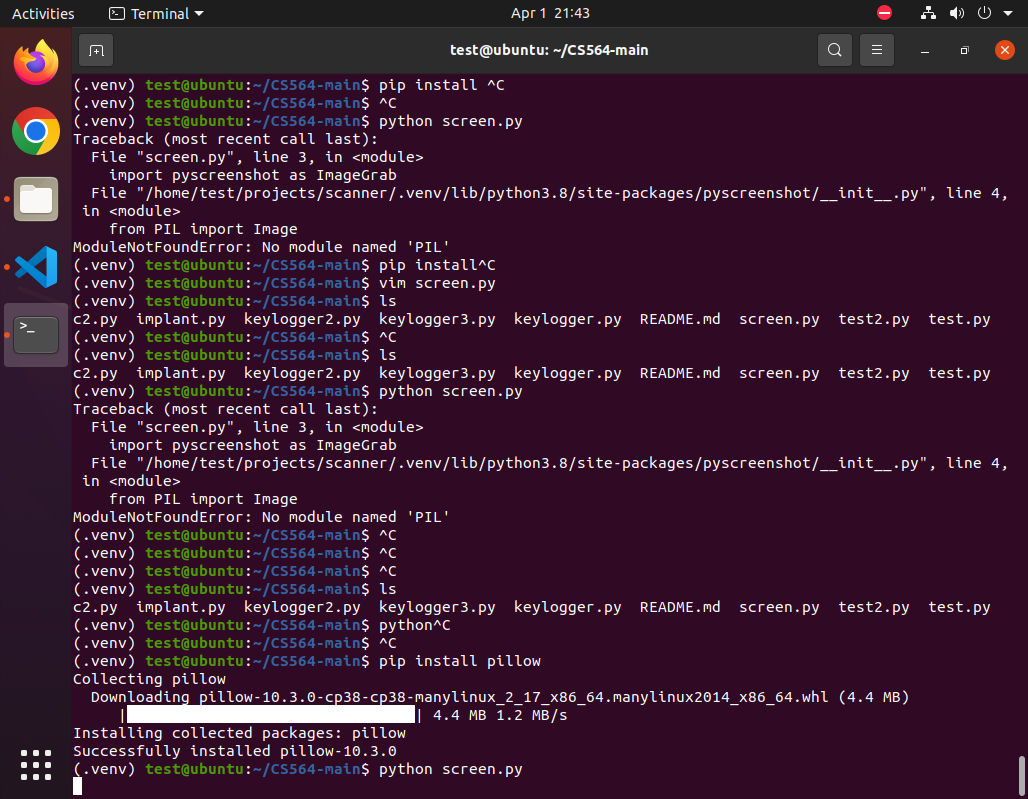 Activities Terminal Apr 1 21:43
test@ubuntu: ~/CS564-main
(.venv) test@ubuntu:~/CS564-main$ pip install ^C
(.venv) test@ubuntu:~/CS564-main$ ^C
(.venv) test@ubuntu:~/CS564-main$ python screen.py
Traceback (most recent call last):
  File "screen.py", line 3, in <module>
    import pyscreenshot as ImageGrab
  File "/home/test/projects/scanner/.venv/lib/python3.8/site-packages/pyscreenshot/__init__.py", line 4,
 in <module>
    from PIL import Image
ModuleNotFoundError: No module named 'PIL'
(.venv) test@ubuntu:~/CS564-main$ pip install^C
(.venv) test@ubuntu:~/CS564-main$ vim screen.py
(.venv) test@ubuntu:~/CS564-main$ ls
c2.py  implant.py  keylogger2.py  keylogger3.py  keylogger.py  README.md  screen.py  test2.py  test.py
(.venv) test@ubuntu:~/CS564-main$ ^C
(.venv) test@ubuntu:~/CS564-main$ ls
c2.py  implant.py  keylogger2.py  keylogger3.py  keylogger.py  README.md  screen.py  test2.py  test.py
(.venv) test@ubuntu:~/CS564-main$ python screen.py
Traceback (most recent call last):
  File "screen.py", line 3, in <module>
    import pyscreenshot as ImageGrab
  File "/home/test/projects/scanner/.venv/lib/python3.8/site-packages/pyscreenshot/__init__.py", line 4,
 in <module>
    from PIL import Image
ModuleNotFoundError: No module named 'PIL'
(.venv) test@ubuntu:~/CS564-main$ ^C
(.venv) test@ubuntu:~/CS564-main$ ^C
(.venv) test@ubuntu:~/CS564-main$ ^C
(.venv) test@ubuntu:~/CS564-main$ ls
c2.py  implant.py  keylogger2.py  keylogger3.py  keylogger.py  README.md  screen.py  test2.py  test.py
(.venv) test@ubuntu:~/CS564-main$ python^C
(.venv) test@ubuntu:~/CS564-main$ ^C
(.venv) test@ubuntu:~/CS564-main$ pip install pillow
Collecting pillow
  Downloading pillow-10.3.0-cp38-cp38-manylinux_2_17_x86_64.manylinux2014_x86_64.whl (4.4 MB)
     |████████████████████████████████| 4.4 MB 1.2 MB/s
Installing collected packages: pillow
Successfully installed pillow-10.3.0
(.venv) test@ubuntu:~/CS564-main$ python screen.py